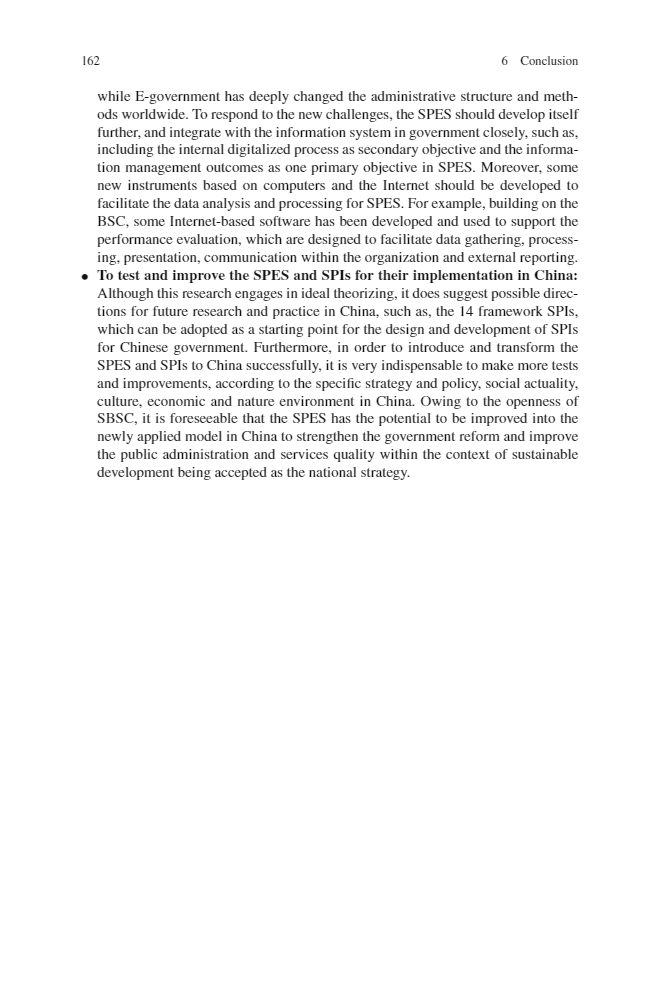 162
6 Conclusion
while E-government has deeply changed the administrative structure and meth-
ods worldwide. To respond to the new challenges, the SPES should develop itself
further, and integrate with the information system in government closely, such as,
including the internal digitalized process as secondary objective and the informa-
tion management outcomes as one primary objective in SPES. Moreover, some
new instruments based on computers and the Internet should be developed to
facilitate the data analysis and processing for SPES. For example, building on the
BSC, some Internet-based software has been developed and used to support the
performance evaluation, which are designed to facilitate data gathering, process-
ing, presentation, communication within the organization and external reporting.
• To test and improve the SPES and SPIs for their implementation in China:
Although this research engages in ideal theorizing, it does suggest possible direc-
tions for future research and practice in China, such as, the 14 framework SPIs,
which can be adopted as a starting point for the design and development of SPIs
for Chinese government. Furthermore, in order to introduce and transform the
SPES and SPIs to China successfully, it is very indispensable to make more tests
and improvements, according to the specific strategy and policy, social actuality,
culture, economic and nature environment in China. Owing to the openness of
SBSC, it is foreseeable that the SPES has the potential to be improved into the
newly applied model in China to strengthen the government reform and improve
the public administration and services quality within the context of sustainable
development being accepted as the national strategy.